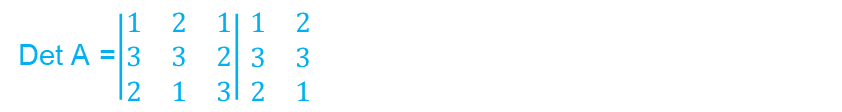 |1 2 1| 1 2
Det A = |3 3 2| 3 3
|2 1 3| 2 1